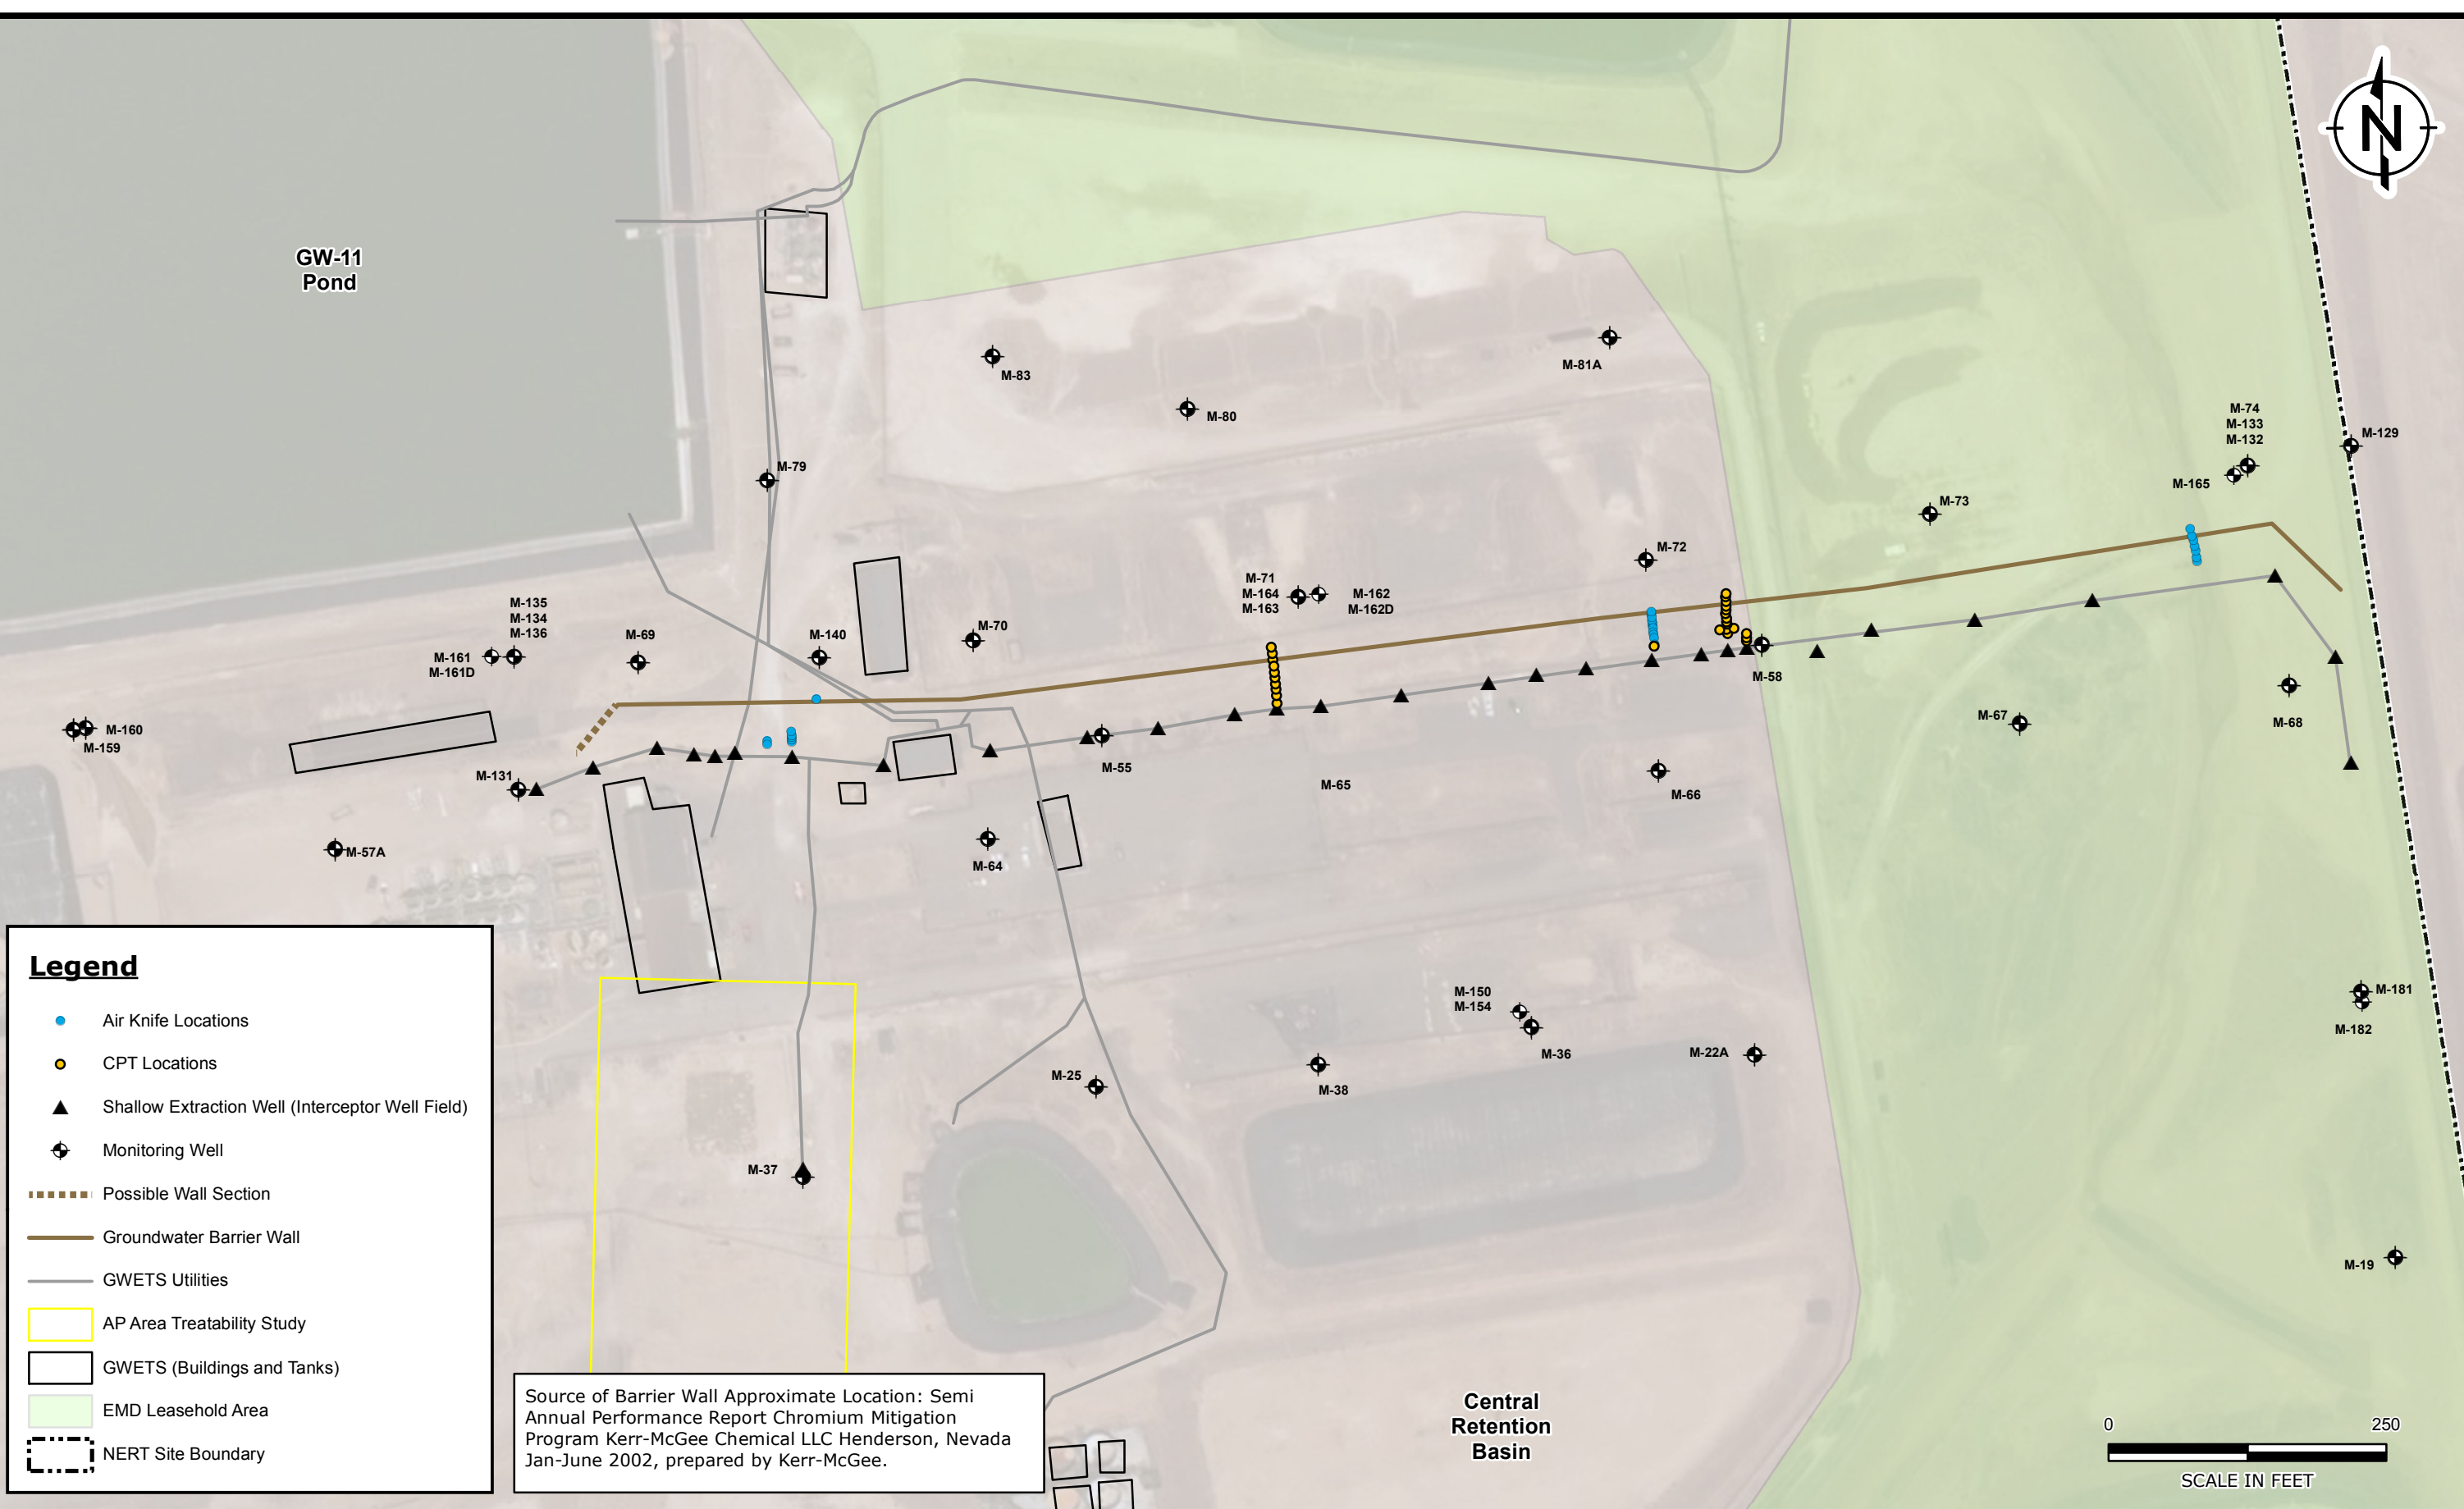 N
GW-11
Pond
M-83
M-81A
M-80
M-74
M-133
M-132
M-129
M-79
M-165
M-73
M-72
M-71
M-164
M-163
M-162
M-162D
M-135
M-134
M-136
M-69
M-140
M-70
M-161
M-161D
M-58
M-67
M-68
M-160
M-159
M-131
M-55
M-65
M-66
M-57A
M-64
M-150
M-154
M-36
M-22A
M-181
M-182
M-25
M-38
M-37
M-19
Legend
Air Knife Locations
CPT Locations
Shallow Extraction Well (Interceptor Well Field)
Monitoring Well
Possible Wall Section
Groundwater Barrier Wall
GWETS Utilities
AP Area Treatability Study
GWETS (Buildings and Tanks)
EMD Leasehold Area
NERT Site Boundary
Source of Barrier Wall Approximate Location: Semi
Annual Performance Report Chromium Mitigation
Program Kerr-McGee Chemical LLC Henderson, Nevada
Jan-June 2002, prepared by Kerr-McGee.
Central
Retention
Basin
0 250
SCALE IN FEET